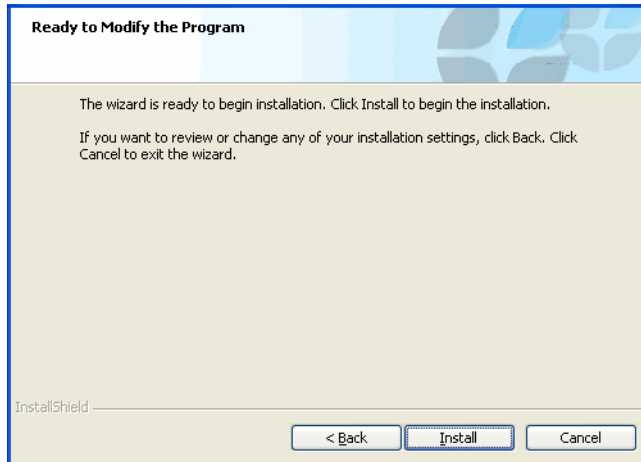 Ready to Modify the Program
The wizard is ready to begin installation. Click Install to begin the installation.
If you want to review or change any of your installation settings, click Back. Click
Cancel to exit the wizard.
InstallShield
< Back Install Cancel